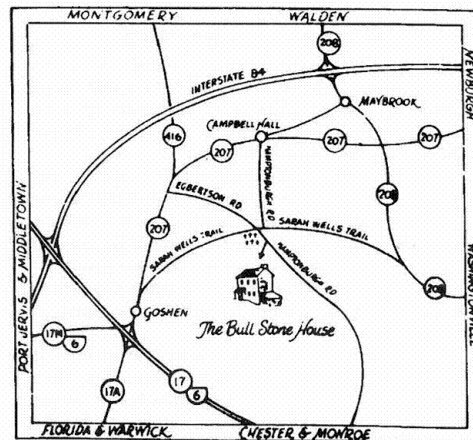 MONTGOMERY
WALDEN
208
INTERSTATE 84
NEWBURGH
MAYBROOK
CAMPBELL HALL
416
207
207
207
HAMPTONBURGH RD
EGBERTSON RD
208
207
SARAH WELLS TRAIL
SARAH WELLS TRAIL
HAMPTONBURGH RD
PORT JERVIS & MIDDLETOWN
WASHINGTONVILLE
208
GOSHEN
The Bull Stone House
17M
6
17A
17
6
FLORIDA & WARWICK
CHESTER & MONROE